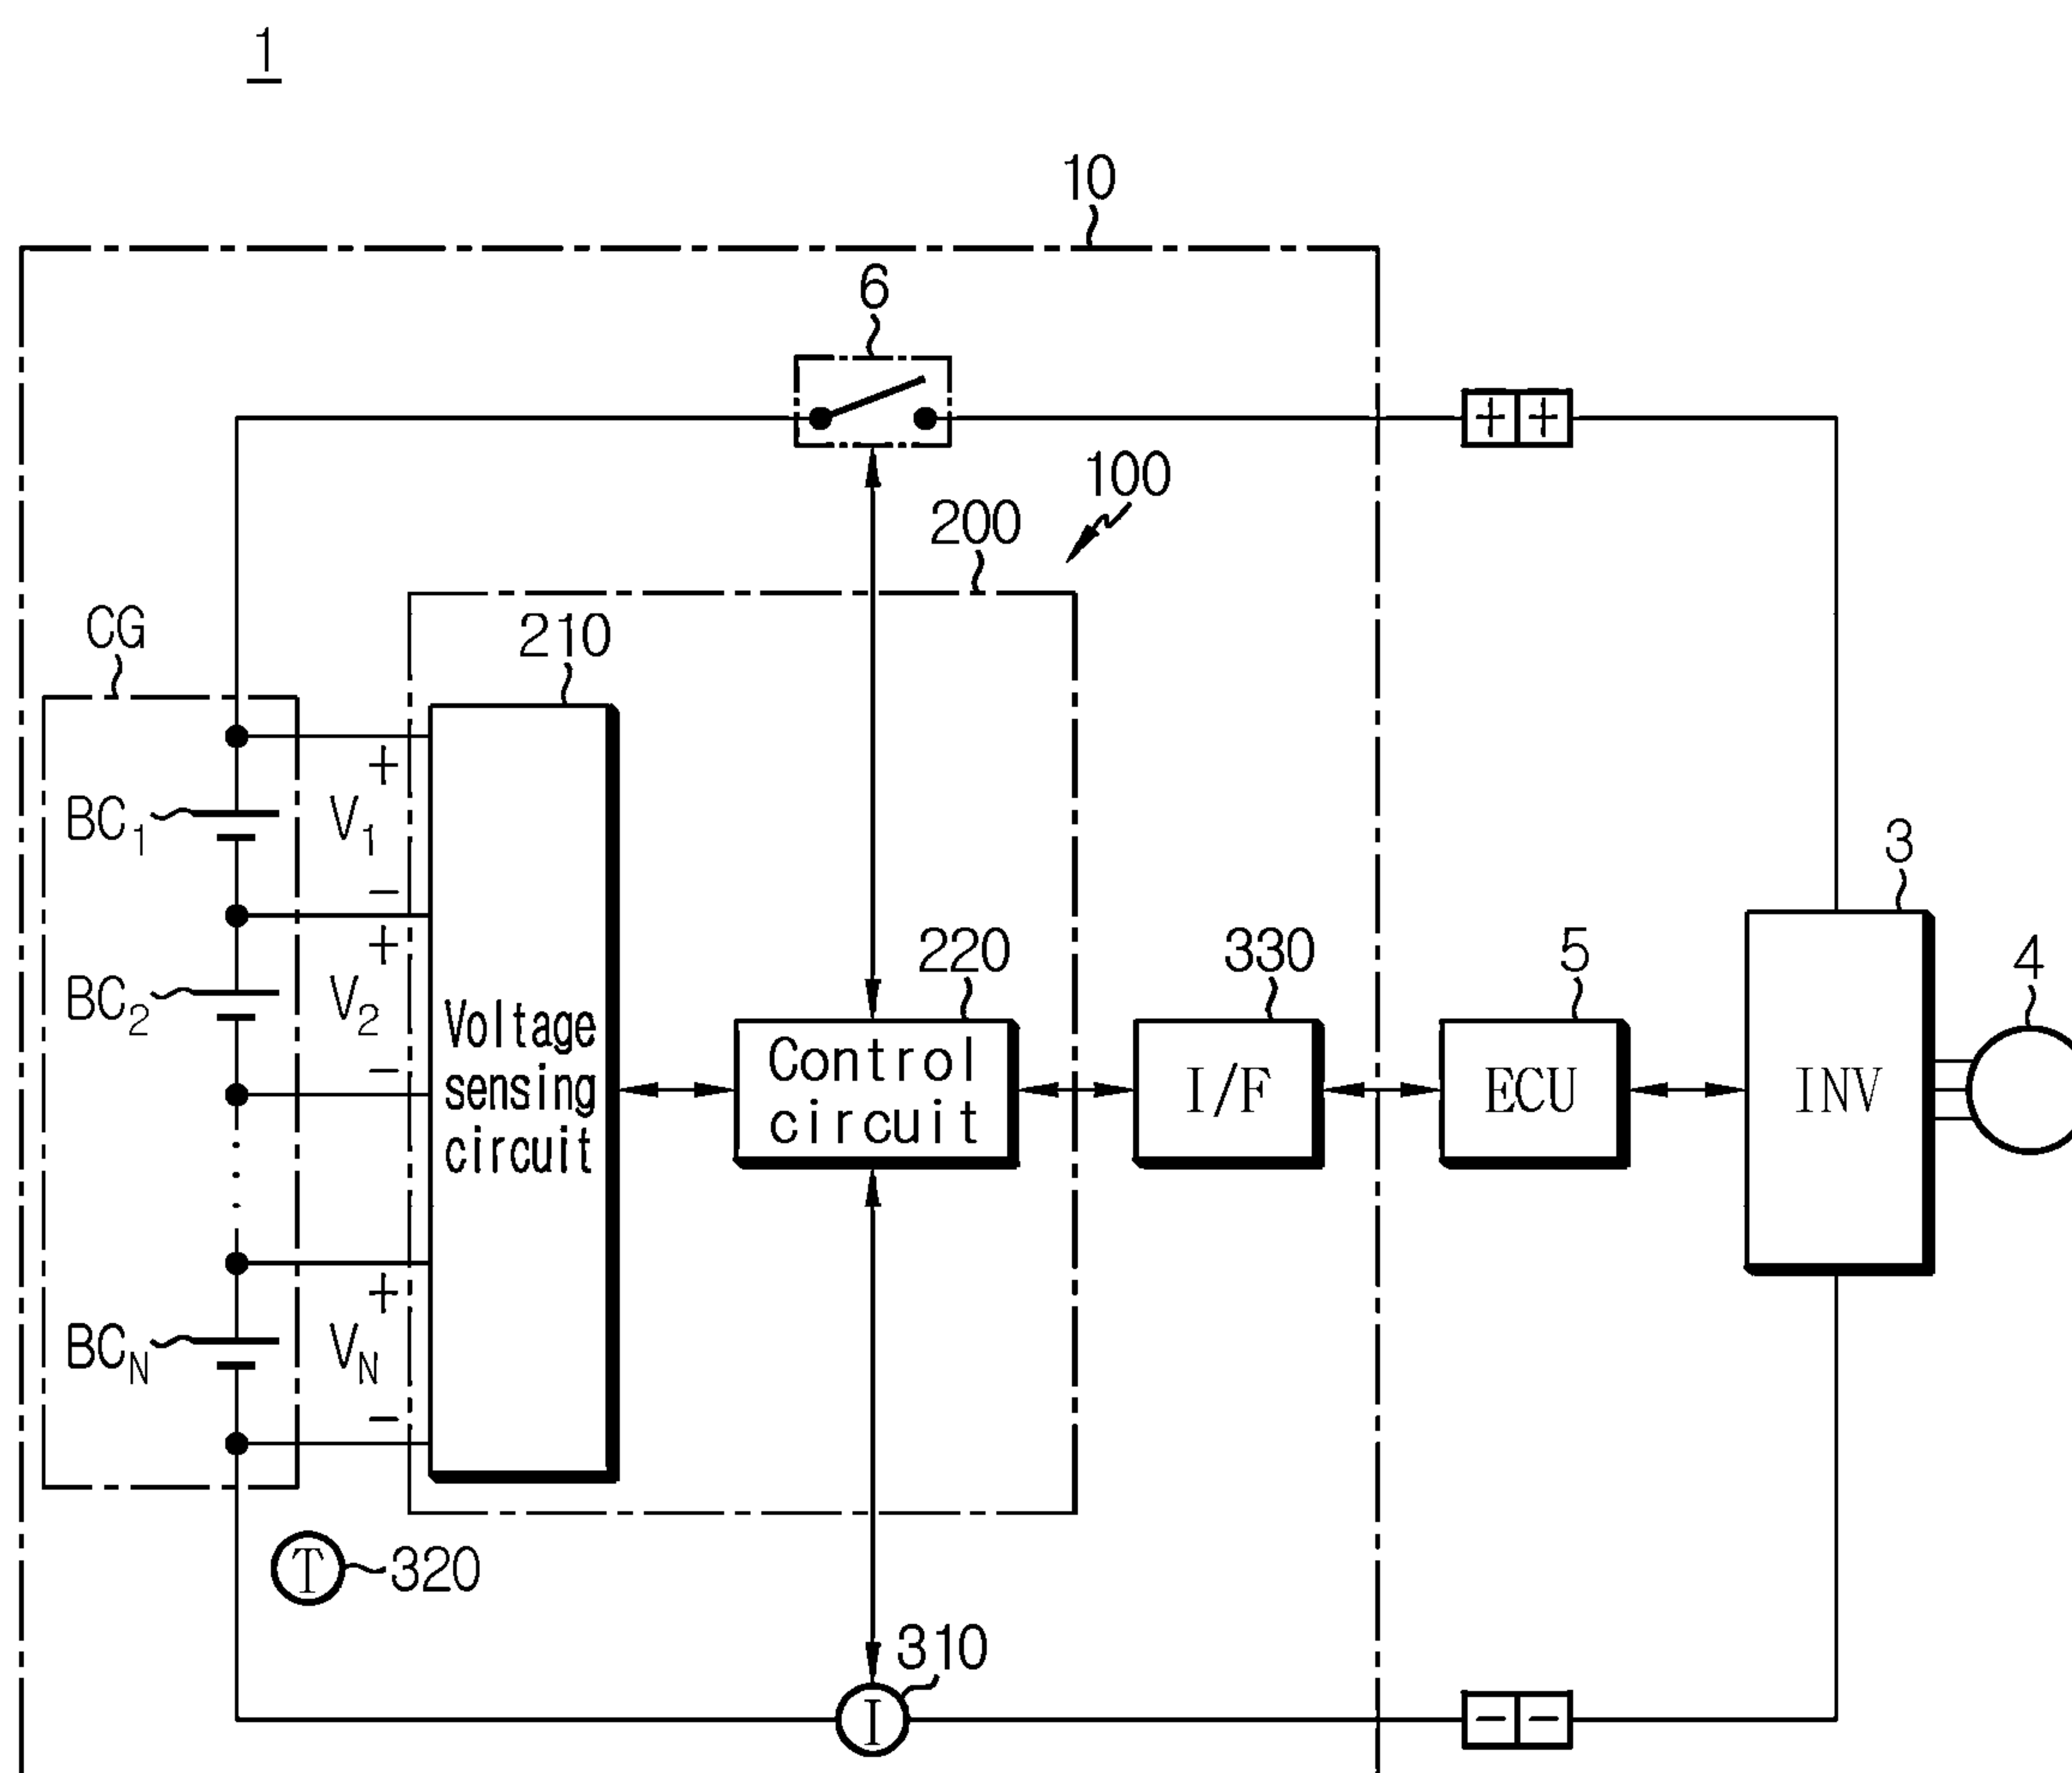 1
10
6
+ +
100
200
CG
210
+
BC1
V1
-
+
BC2
V2
-
Voltage
sensing
circuit
220
Control
circuit
330
I/F
5
ECU
3
INV
4
+
BCN
VN
-
T
320
310
I
- -